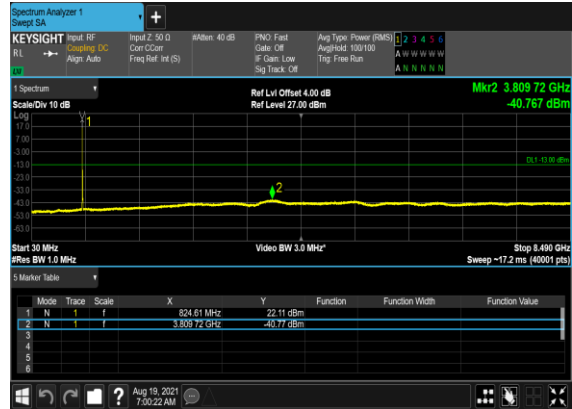 Spectrum Analyzer 1
Swept SA
+
KEYSIGHT Input: RF Input Z: 50 Ω #Atten: 40 dB PNO: Fast Avg Type: Power (RMS) 1 2 3 4 5 6
RL Coupling: DC Corr CCorr Gate: Off Avg|Hold: 100/100 A W W W W W
Align: Auto Freq Ref: Int (S) IF Gain: Low Trig: Free Run
Sig Track: Off A N N N N N
1 Spectrum Ref Lvl Offset 4.00 dB Mkr2 3.809 72 GHz
Scale/Div 10 dB Ref Level 27.00 dBm -40.767 dBm
Log
17.0 1
7.00
-3.00
-13.0 DL1 -13.00 dBm
-23.0
-33.0 2
-43.0
-53.0
-63.0
Start 30 MHz Video BW 3.0 MHz* Stop 8.490 GHz
#Res BW 1.0 MHz Sweep ~17.2 ms (40001 pts)
5 Marker Table
Mode Trace Scale X Y Function Function Width Function Value
1 N 1 f 824.61 MHz 22.11 dBm
2 N 1 f 3.809 72 GHz -40.77 dBm
3
4
5
6
? Aug 19, 2021
7:00:22 AM